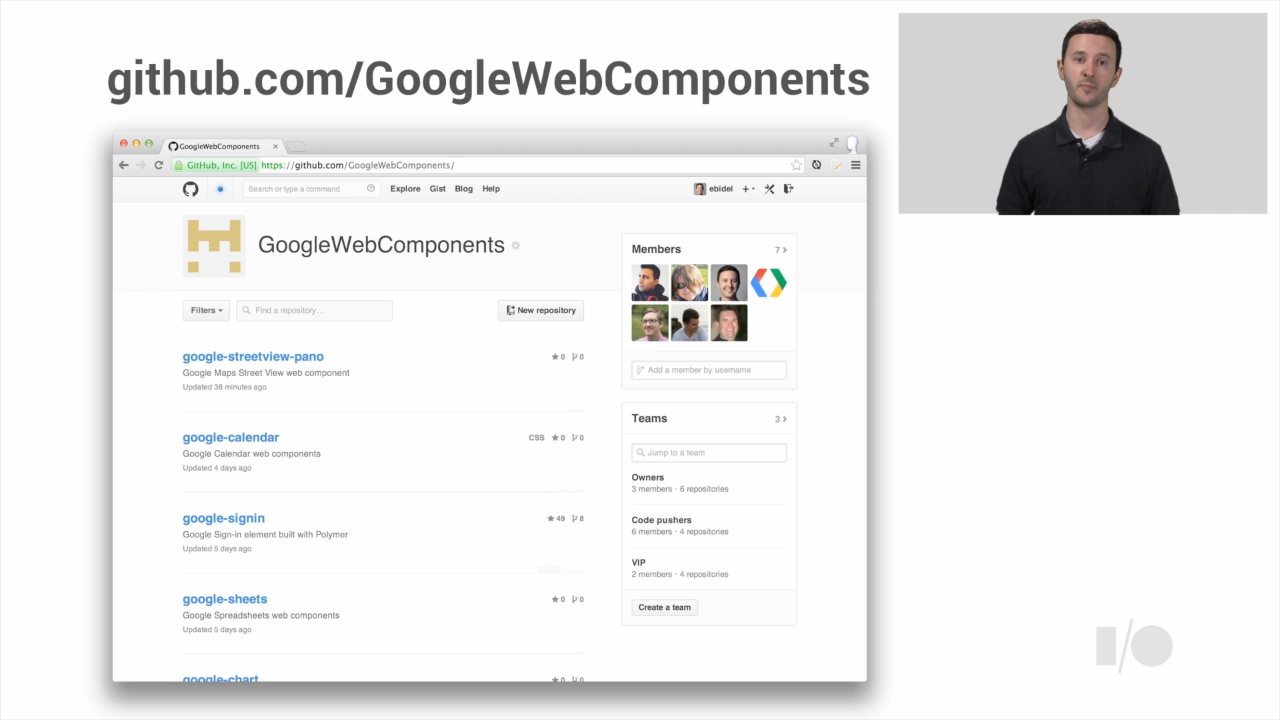 github.com/GoogleWebComponents
GoogleWebComponents ×
GitHub, Inc. [US] https://github.com/GoogleWebComponents/
Search or type a command Explore Gist Blog Help ebidel
GoogleWebComponents
Filters Find a repository… New repository
google-streetview-pano 0 0
Google Maps Street View web component
Updated 38 minutes ago
google-calendar CSS 0 0
Google Calendar web components
Updated 4 days ago
google-signin 49 8
Google Sign-in element built with Polymer
Updated 5 days ago
google-sheets 0 0
Google Spreadsheets web components
Updated 5 days ago
google-chart 0 0
Members 7
Add a member by username
Teams 3
Jump to a team
Owners
3 members · 6 repositories
Code pushers
6 members · 4 repositories
VIP
2 members · 4 repositories
Create a team
I/O